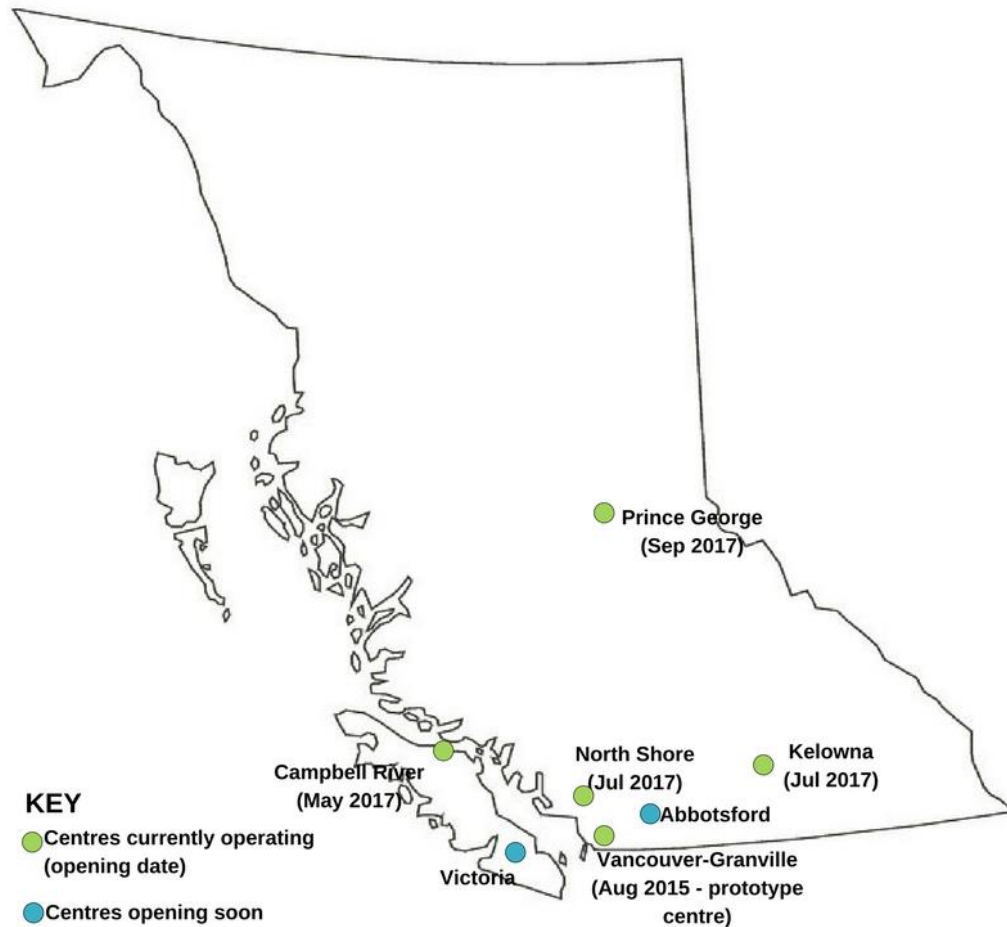 Prince George
(Sep 2017)
North Shore
(Jul 2017)
Kelowna
(Jul 2017)
Campbell River
(May 2017)
Abbotsford
Vancouver-Granville
(Aug 2015 - prototype
centre)
Victoria
KEY
Centres currently operating
(opening date)
Centres opening soon